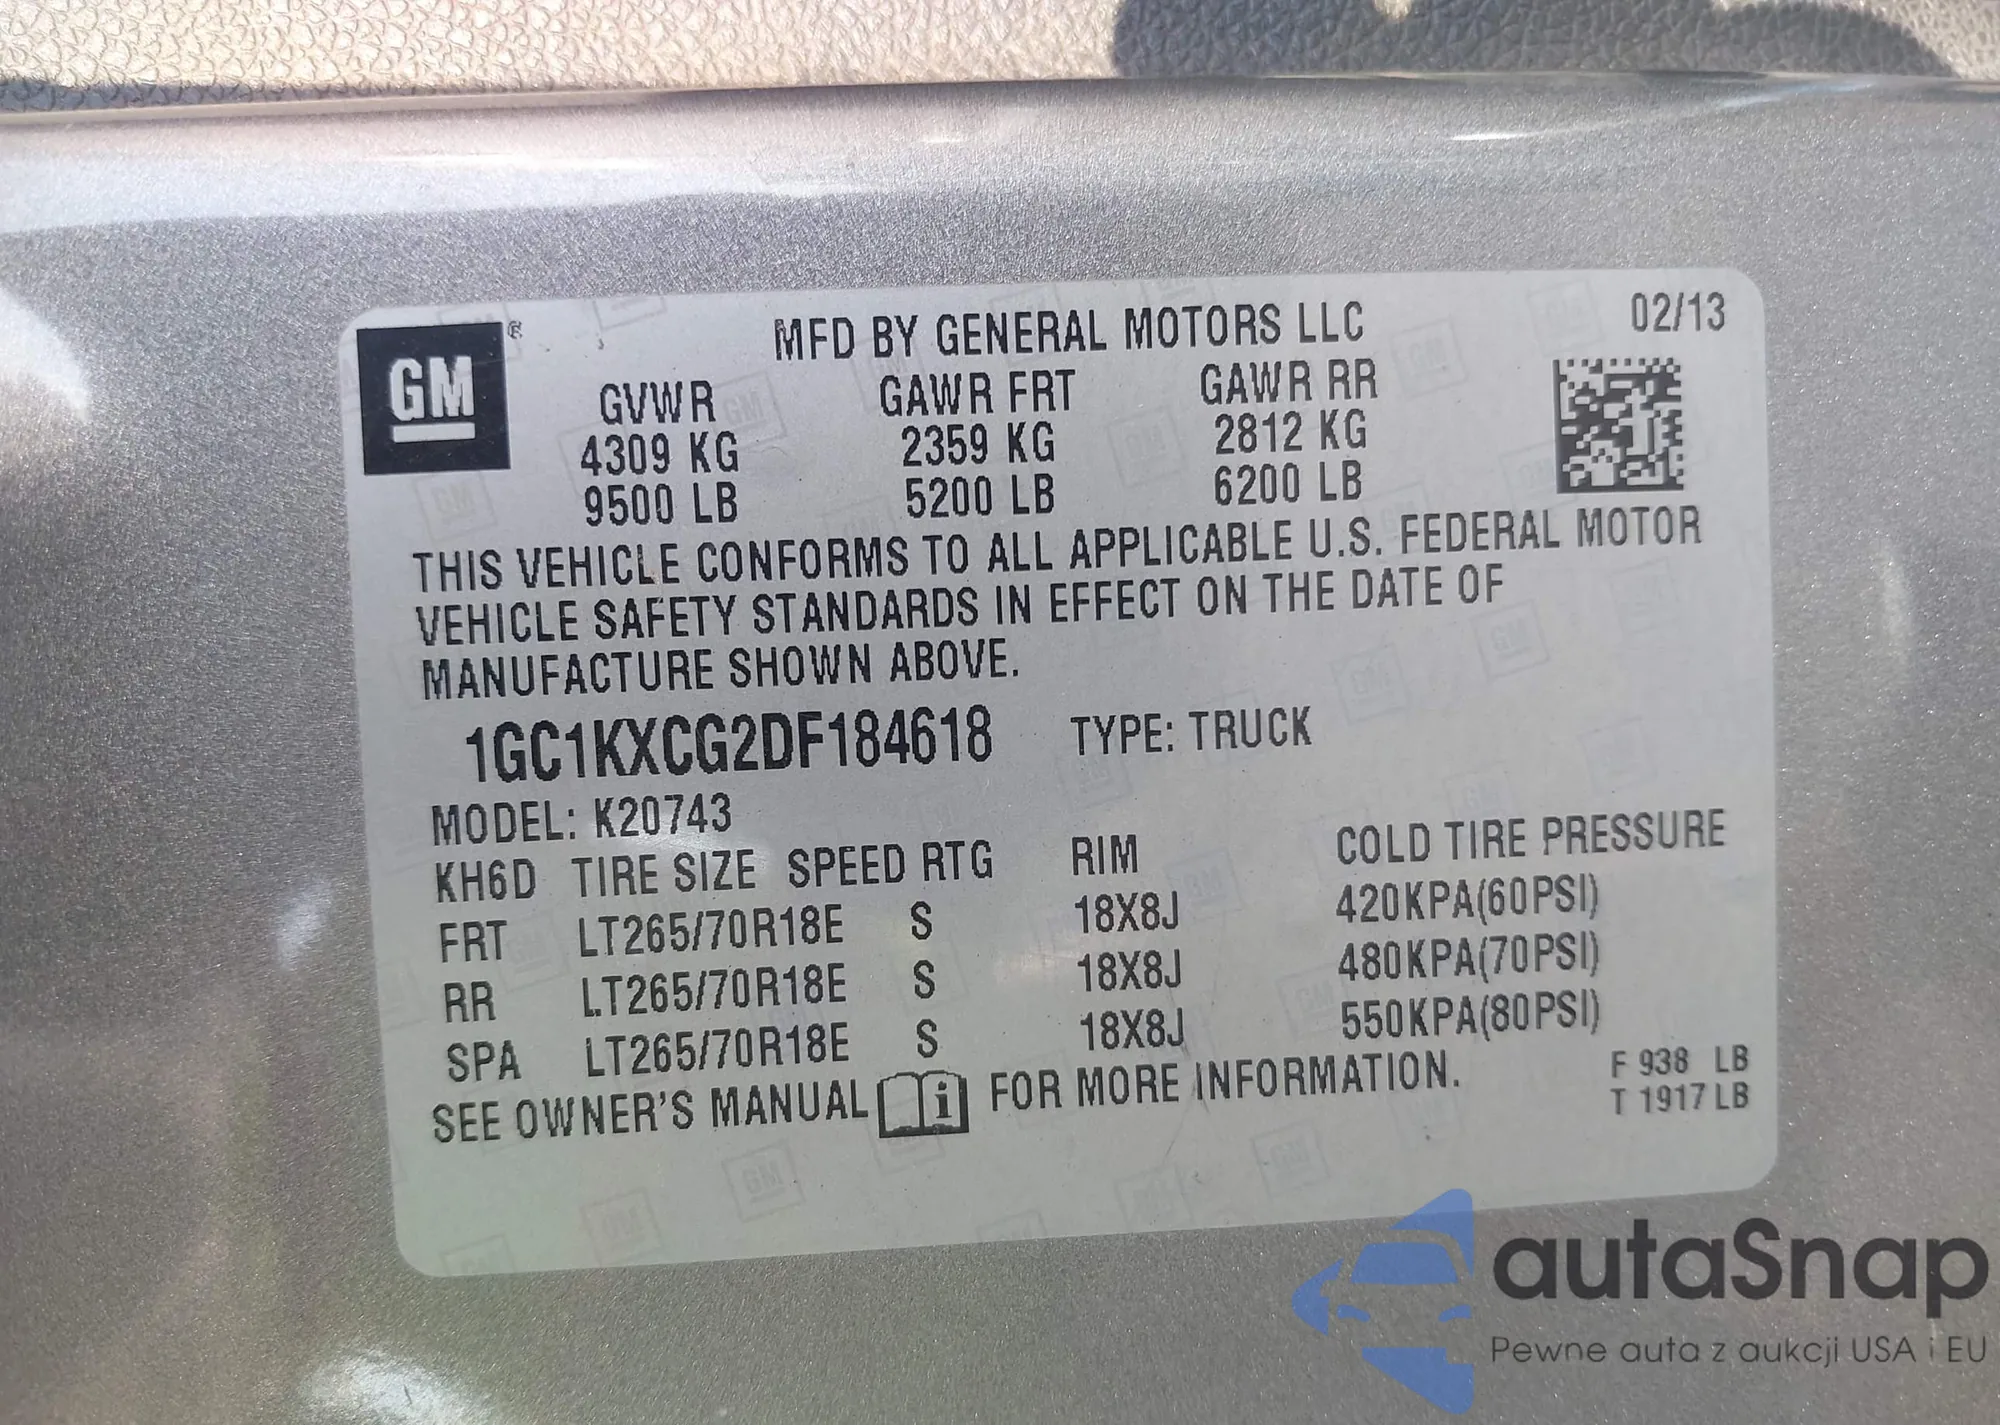 GM ®
MFD BY GENERAL MOTORS LLC 02/13
GVWR GAWR FRT GAWR RR
4309 KG 2359 KG 2812 KG
9500 LB 5200 LB 6200 LB
THIS VEHICLE CONFORMS TO ALL APPLICABLE U.S. FEDERAL MOTOR
VEHICLE SAFETY STANDARDS IN EFFECT ON THE DATE OF
MANUFACTURE SHOWN ABOVE.
1GC1KXCG2DF184618 TYPE: TRUCK
MODEL: K20743
KH6D TIRE SIZE SPEED RTG RIM COLD TIRE PRESSURE
FRT LT265/70R18E S 18X8J 420KPA(60PSI)
RR LT265/70R18E S 18X8J 480KPA(70PSI)
SPA LT265/70R18E S 18X8J 550KPA(80PSI)
SEE OWNER'S MANUAL i FOR MORE INFORMATION.
F 938 LB
T 1917 LB
autaSnap
Pewne auta z aukcji USA i EU